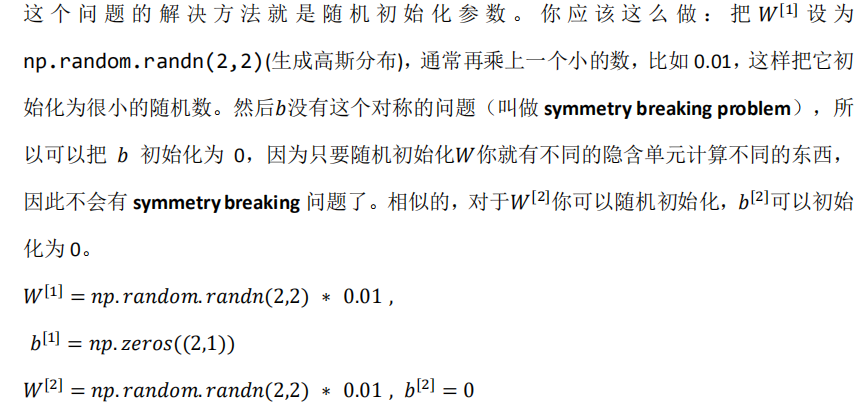 这个问题的解决方法就是随机初始化参数。你应该这么做：把𝑊[1]设为
np.random.randn(2,2)(生成高斯分布)，通常再乘上一个小的数，比如 0.01，这样把它初
始化为很小的随机数。然后𝑏没有这个对称的问题（叫做 symmetry breaking problem），所
以可以把 𝑏 初始化为 0，因为只要随机初始化𝑊你就有不同的隐含单元计算不同的东西，
因此不会有 symmetry breaking 问题了。相似的，对于𝑊[2]你可以随机初始化，𝑏[2]可以初始
化为 0。
𝑊[1] = 𝑛𝑝.𝑟𝑎𝑛𝑑𝑜𝑚.𝑟𝑎𝑛𝑑𝑛(2,2) ∗ 0.01 ,
𝑏[1] = 𝑛𝑝.𝑧𝑒𝑟𝑜𝑠((2,1))
𝑊[2] = 𝑛𝑝.𝑟𝑎𝑛𝑑𝑜𝑚.𝑟𝑎𝑛𝑑𝑛(2,2) ∗ 0.01 , 𝑏[2] = 0